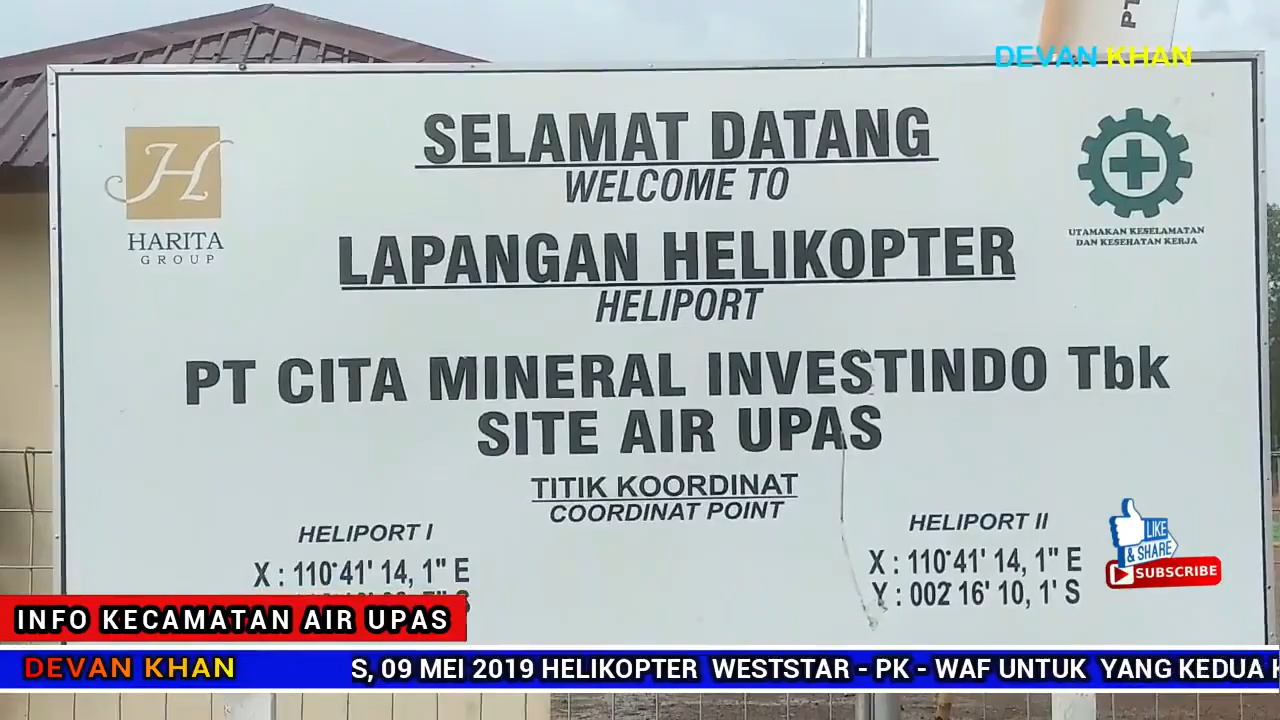 PT
DEVAN KHAN
SELAMAT DATANG
WELCOME TO
HARITA
GROUP
UTAMAKAN KESELAMATAN
DAN KESEHATAN KERJA
LAPANGAN HELIKOPTER
HELIPORT
PT CITA MINERAL INVESTINDO Tbk
SITE AIR UPAS
TITIK KOORDINAT
COORDINAT POINT
HELIPORT I
X : 110°41' 14, 1" E
HELIPORT II
X : 110°41' 14, 1" E
Y : 002°16' 10, 1' S
LIKE
& SHARE
SUBSCRIBE
INFO KECAMATAN AIR UPAS
DEVAN KHAN
S, 09 MEI 2019 HELIKOPTER WESTSTAR - PK - WAF UNTUK YANG KEDUA